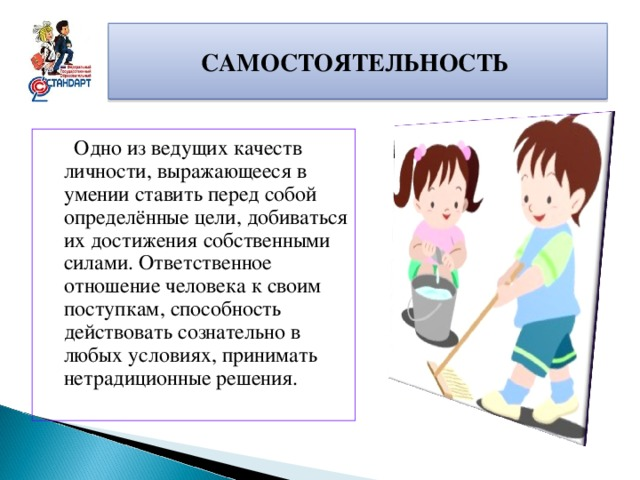 Федеральный
Государственный
Образовательный
СТАНДАРТ
САМОСТОЯТЕЛЬНОСТЬ
Одно из ведущих качеств
личности, выражающееся в
умении ставить перед собой
определённые цели, добиваться
их достижения собственными
силами. Ответственное
отношение человека к своим
поступкам, способность
действовать сознательно в
любых условиях, принимать
нетрадиционные решения.